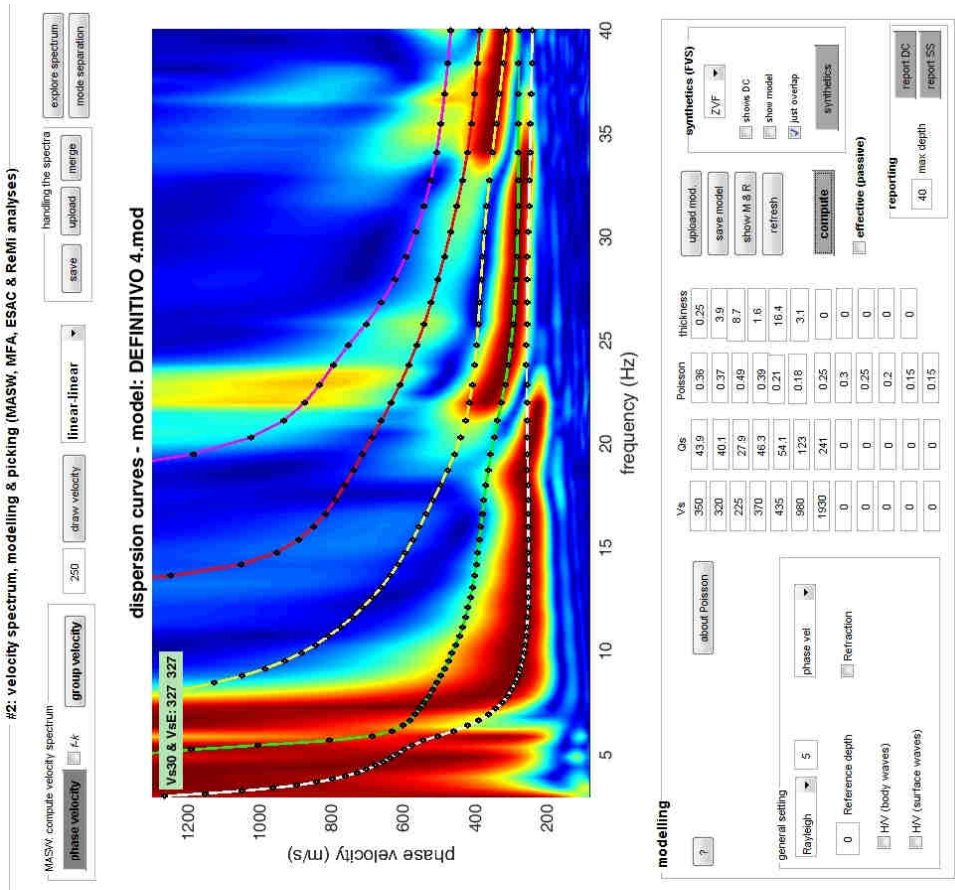 #2: velocity spectrum, modelling & picking (MASW, MFA, ESAC & ReMi analyses)
MASW: compute velocity spectrum
phase velocity
f-k
group velocity
250
draw velocity
linear-linear
handling the spectra
save
upload
merge
explore spectrum
mode separation
dispersion curves - model: DEFINITIVO 4.mod
Vs30 & VsE: 327 327
phase velocity (m/s)
1200
1000
800
600
400
200
5
10
15
20
25
30
35
40
frequency (Hz)
modelling
?
about Poisson
general setting
Rayleigh
5
0
Reference depth
H/V (body waves)
H/V (surface waves)
phase vel
Refraction
Vs
Qs
Poisson
thickness
350 43.9 0.36 0.25
320 40.1 0.37 3.9
225 27.9 0.49 8.7
370 46.3 0.39 1.6
435 54.1 0.21 16.4
980 123 0.18 3.1
1930 241 0.25 0
0 0 0.3 0
0 0 0.25 0
0 0 0.2 0
0 0 0.15 0
0 0 0.15
upload mod.
save model
show M & R
refresh
compute
effective (passive)
synthetics (FVS)
ZVF
shows DC
show model
just overlap
synthetics
reporting
40
max depth
report DC
report SS